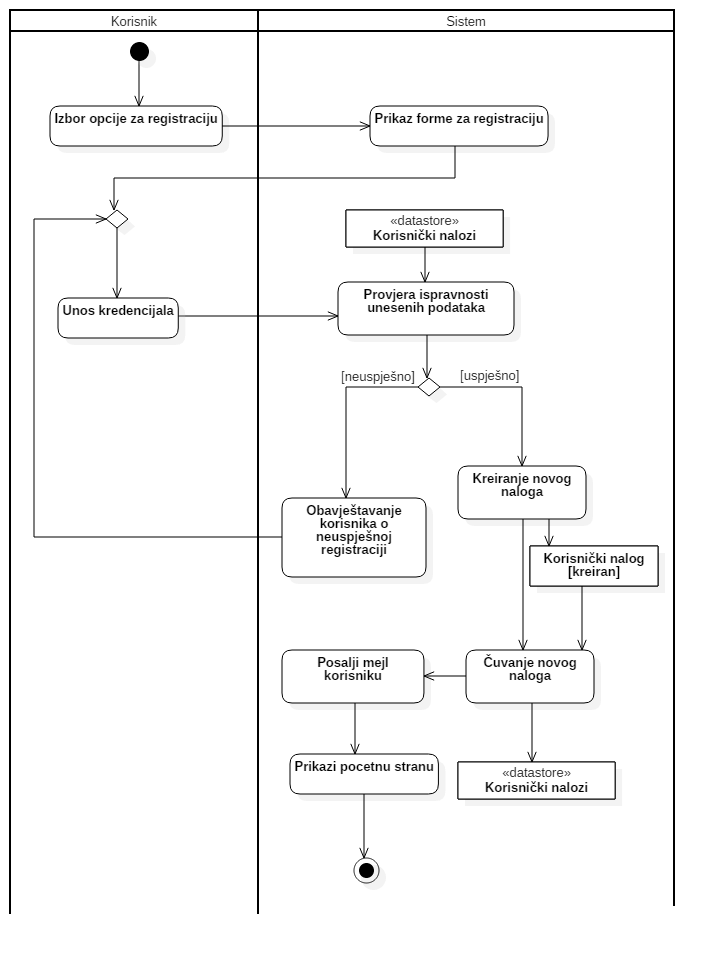 Korisnik
Sistem
Izbor opcije za registraciju
Prikaz forme za registraciju
«datastore»
Korisnički nalozi
Unos kredencijala
Provjera ispravnosti
unesenih podataka
[neuspješno]
[uspješno]
Obavještavanje
korisnika o
neuspješnoj
registraciji
Kreiranje novog
naloga
Korisnički nalog
[kreiran]
Posalji mejl
korisniku
Čuvanje novog
naloga
Prikazi pocetnu stranu
«datastore»
Korisnički nalozi